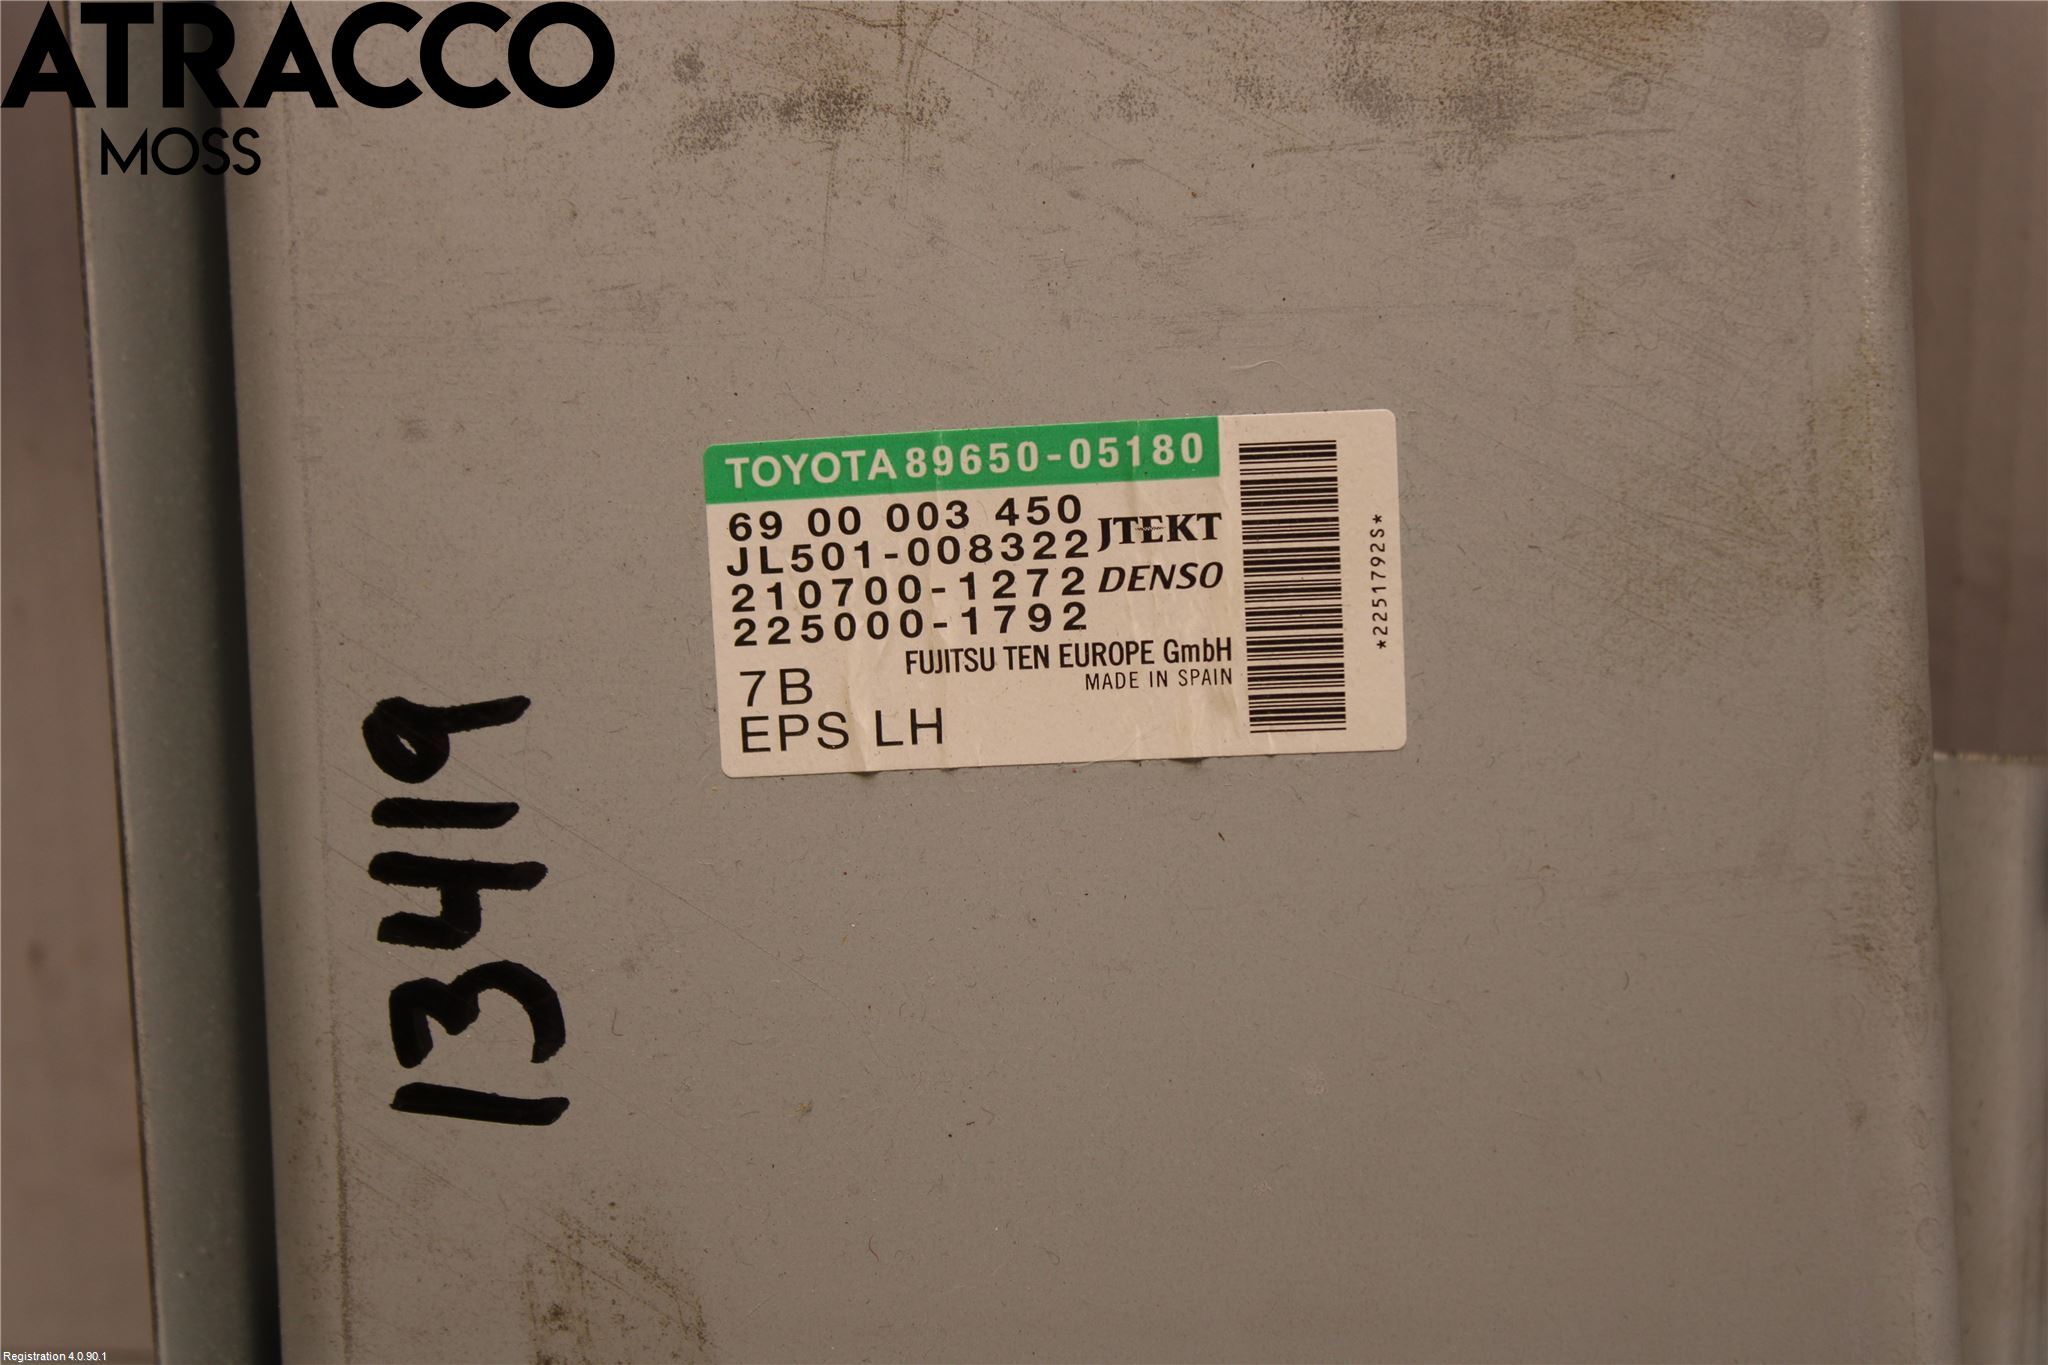 ATRACCO
MOSS
TOYOTA 89650-05180
69 00 003 450
JL501-008322 JTEKT
210700-1272 DENSO
225000-1792
FUJITSU TEN EUROPE GmbH
7B MADE IN SPAIN
EPS LH
*2251792S*
13419
Registration 4.0.90.1